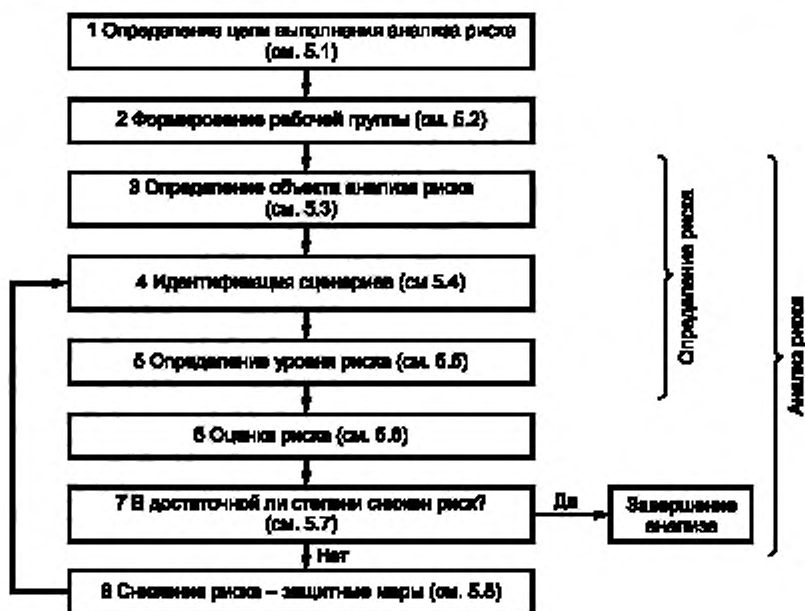 1 Определение цели выполнения анализа риска
(см. 5.1)
2 Формирование рабочей группы (см. 5.2)
3 Определение объекта анализа риска
(см. 5.3)
4 Идентификация сценариев (см 5.4)
5 Определение уровня риска (см. 5.5)
6 Оценка риска (см. 5.6)
7 В достаточной ли степени снижен риск?
(см. 5.7)
Да
Завершение
анализа
Нет
8 Снижение риска – защитные меры (см. 5.8)
Определение риска
Анализ риска